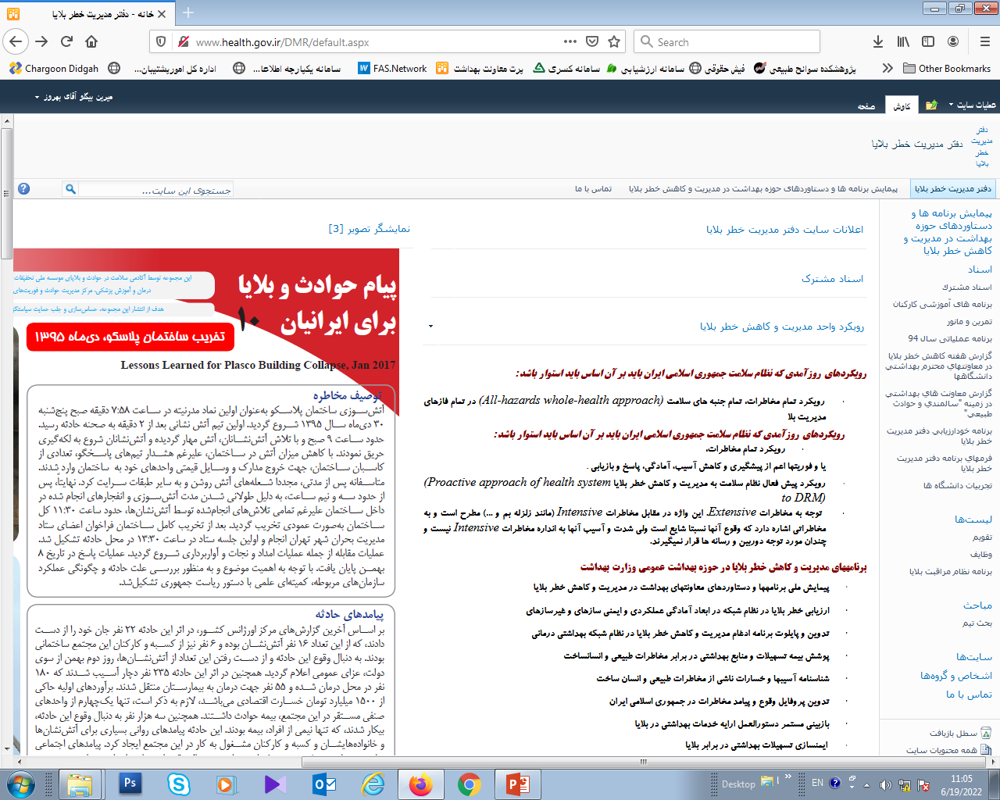 خانه - دفتر مدیریت خطر بلایا
www.health.gov.ir/DMR/default.aspx
Search
Chargoon Didgah
اداره کل امورپشتیبان...
سامانه یکپارچه اطلاعا...
FAS.Network
پرت معاونت بهداشت
سامانه کسری
سامانه ارزشیابی
فیش حقوقی
پژوهشکده سوانح طبیعی
Other Bookmarks
عملیات سایت
کاوش
صفحه
میرین بیگلو آقای بهروز
دفتر
مدیریت
خطر
بلایا
دفتر مدیریت خطر بلایا
دفتر مدیریت خطر بلایا
پیمایش برنامه ها و دستاوردهای حوزه بهداشت در مدیریت و کاهش خطر بلایا
تماس با ما
جستجوی این سایت...
پیمایش برنامه ها و
دستاوردهای حوزه
بهداشت در مدیریت و
کاهش خطر بلایا
اسناد
اسناد مشترك
برنامه های آموزشی کارکنان
تمرین و مانور
برنامه عملیاتی سال 94
گزارش هفته کاهش خطر بلایا
در معاونتهاي محترم بهداشتي
دانشگاهها
گزارش معاونت هاي بهداشتي
در زمينه "سالمندي و حوادث
طبيعي"
برنامه خودارزيابي دفتر مديريت
خطر بلايا
فرمهاي برنامه دفتر مديريت
خطر بلايا
تجربیات دانشگاه ها
لیست‌ها
تقویم
وظایف
برنامه نظام مراقبت بلایا
مباحث
بحث تیم
سایت‌ها
اشخاص و گروه‌ها
تماس با ما
سطل بازیافت
همه محتویات سایت
اعلانات سایت دفتر مدیریت خطر بلایا
اسناد مشترک
رویکرد واحد مدیریت و کاهش خطر بلایا
رویکردهای روزآمدی که نظام سلامت جمهوری اسلامی ایران باید بر آن اساس باید استوار باشد:
· رویکرد تمام مخاطرات، تمام جنبه های سلامت (All-hazards whole-health approach) در تمام فازهای
مدیریت بلا
رویکردهای روزآمدی که نظام سلامت جمهوری اسلامی ایران باید بر آن اساس باید استوار باشد:
· رویکرد تمام مخاطرات،
یا و فوریتها اعم از پیشگیری و کاهش آسیب، آمادگی، پاسخ و بازیابی .
· رویکرد پیش فعال نظام سلامت به مدیریت و کاهش خطر بلایا (Proactive approach of health system
to DRM)
· توجه به مخاطرات Extensive. این واژه در مقابل مخاطرات Intensive (مانند زلزله بم و ...) مطرح است و به
مخاطراتی اشاره دارد که وقوع آنها نسبتا شایع است ولی شدت و آسیب آنها به اندازه مخاطرات Intensive نیست و
چندان مورد توجه دوربین و رسانه ها قرار نمیگیرند.
برنامههای مدیریت و کاهش خطر بلایا در حوزه بهداشت عمومی وزارت بهداشت
· پیمایش ملی برنامهها و دستاوردهای معاونتهای بهداشت در مدیریت و کاهش خطر بلایا
· ارزیابی خطر بلایا در نظام شبکه در ابعاد آمادگی عملکردی و ایمنی سازهای و غیرسازهای
· تدوین و پایلوت برنامه ادغام مدیریت و کاهش خطر بلایا در نظام شبکه بهداشتی درمانی
· پوشش بیمه تسهیلات و منابع بهداشتی در برابر مخاطرات طبیعی و انسانساخت
· شناسنامه آسیبها و خسارات ناشی از مخاطرات طبیعی و انسان ساخت
· تدوین پروفایل وقوع و پیامد مخاطرات در جمهوری اسلامی ایران
· بازبینی مستمر دستورالعمل ارایه خدمات بهداشتی در بلایا
· ایمنسازی تسهیلات بهداشتی در برابر بلایا
نمایشگر تصویر [3]
پیام حوادث و بلایا
برای ایرانیان ۱۰
این مجموعه توسط آکادمی سلامت در حوادث و بلایای موسسه ملی تحقیقات
درمان و آموزش پزشکی، مرکز مدیریت حوادث و فوریت‌های
هدف از انتشار این مجموعه، حساس‌سازی و جلب حمایت سیاستگ
تخریب ساختمان پلاسکو، دی‌ماه ۱۳۹۵
Lessons Learned for Plasco Building Collapse, Jan 2017
توصیف مخاطره
آتش‌سوزی ساختمان پلاسکو به‌عنوان اولین نماد مدرنیته در ساعت ۷:۵۸ دقیقه صبح پنج‌شنبه
۳۰ دی‌ماه سال ۱۳۹۵ شروع گردید. اولین تیم آتش نشانی بعد از ۲ دقیقه به صحنه حادثه رسید.
حدود ساعت ۹ صبح و با تلاش آتش‌نشانان، آتش مهار گردیده و آتش‌نشانان شروع به لکه‌گیری
حریق نمودند. با کاهش میزان آتش در ساختمان، علیرغم هشدار تیم‌های پاسخگو، تعدادی از
کاسبان ساختمان، جهت خروج مدارک و وسایل قیمتی واحدهای خود به ساختمان وارد شدند.
متاسفانه پس از مدتی، مجدداً شعله‌های آتش روشن و به سایر طبقات سرایت کرد. نهایتاً، پس
از حدود سه و نیم ساعت، به دلیل طولانی شدن مدت آتش‌سوزی و انفجارهای انجام شده در
داخل ساختمان علیرغم تمامی تلاش‌های انجام‌شده توسط آتش‌نشان‌ها، حدود ساعت ۱۱:۳۰ کل
ساختمان به‌صورت عمودی تخریب گردید. بعد از تخریب کامل ساختمان فراخوان اعضای ستاد
مدیریت بحران شهر تهران انجام و اولین جلسه ستاد در ساعت ۱۳:۳۰ در محل حادثه تشکیل شد.
عملیات مقابله از جمله عملیات امداد و نجات و آواربرداری شروع گردید. عملیات پاسخ در تاریخ ۸
بهمن پایان یافت. با توجه به اهمیت موضوع و به منظور بررسی علت حادثه و چگونگی عملکرد
سازمان‌های مربوطه، کمیته‌ای علمی با دستور ریاست جمهوری تشکیل‌شد.
پیامدهای حادثه
بر اساس آخرین گزارش‌های مرکز اورژانس کشور، در اثر این حادثه ۲۲ نفر جان خود را از دست
دادند، که از این تعداد ۱۶ نفر آتش‌نشان بوده و ۶ نفر نیز از کسبه و کارکنان این مجتمع ساختمانی
بودند. به دنبال وقوع این حادثه و از دست رفتن این تعداد از آتش‌نشان‌ها، روز دوم بهمن از سوی
دولت، عزای عمومی اعلام گردید. همچنین در اثر این حادثه ۲۳۵ نفر دچار آسیب شدند که ۱۸۰
نفر در محل درمان شده و ۵۵ نفر جهت درمان به بیمارستان منتقل شدند. برآوردهای اولیه حاکی
از ۱۵۰۰ میلیارد تومان خسارت اقتصادی می‌باشد، لازم به ذکر است، تنها یک‌چهارم از واحدهای
صنفی مستقر در این مجتمع، بیمه حوادث داشتند. همچنین سه هزار نفر به دنبال وقوع این حادثه،
بیکار شدند، که تنها نیمی از افراد، بیمه بودند. این حادثه پیامدهای روانی بسیاری برای آتش‌نشان‌ها
و خانواده‌هایشان و کسبه و کارکنان مشغول به کار در این مجتمع ایجاد کرد. پیامدهای اجتماعی
Desktop
EN
11:05
6/19/2022